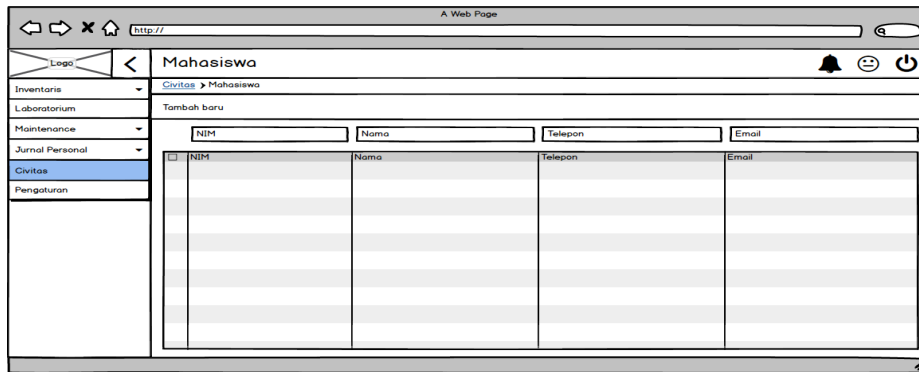 A Web Page
http://
Logo
Mahasiswa
Civitas > Mahasiswa
Inventaris
Laboratorium
Maintenance
Jurnal Personal
Civitas
Pengaturan
Tambah baru
NIM Nama Telepon Email
NIM Nama Telepon Email